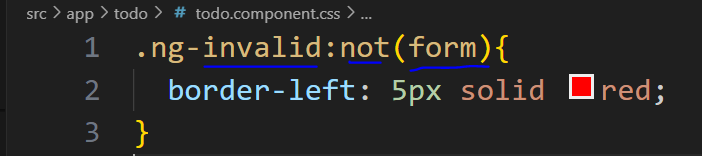 src > app > todo > # todo.component.css > ...
1 .ng-invalid:not(form){
2 border-left: 5px solid red;
3 }